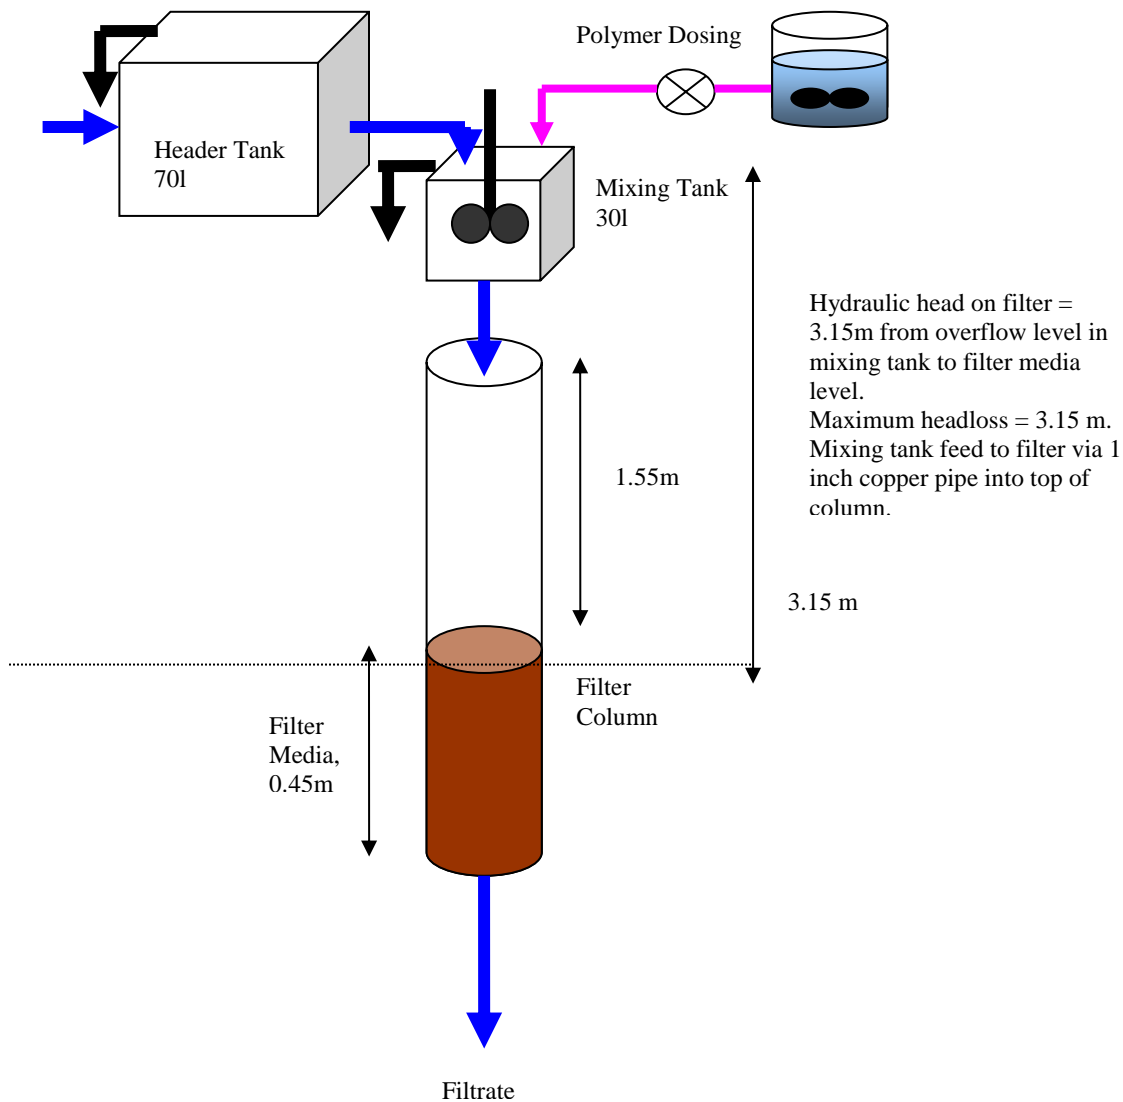 Polymer Dosing
Header Tank
70l
Mixing Tank
30l
Hydraulic head on filter =
3.15m from overflow level in
mixing tank to filter media
level.
Maximum headloss = 3.15 m.
Mixing tank feed to filter via 1
inch copper pipe into top of
column.
1.55m
3.15 m
Filter
Column
Filter
Media,
0.45m
Filtrate